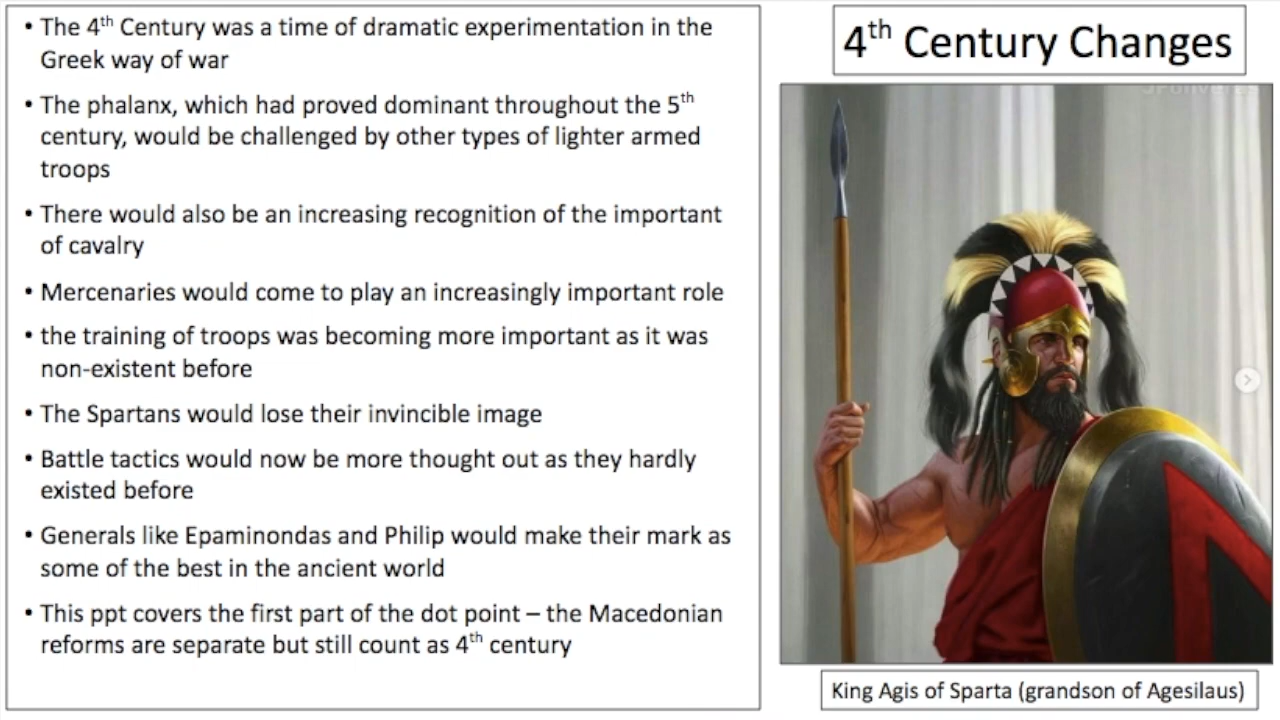 • The 4th Century was a time of dramatic experimentation in the
Greek way of war
• The phalanx, which had proved dominant throughout the 5th
century, would be challenged by other types of lighter armed
troops
• There would also be an increasing recognition of the important
of cavalry
• Mercenaries would come to play an increasingly important role
• the training of troops was becoming more important as it was
non-existent before
• The Spartans would lose their invincible image
• Battle tactics would now be more thought out as they hardly
existed before
• Generals like Epaminondas and Philip would make their mark as
some of the best in the ancient world
• This ppt covers the first part of the dot point – the Macedonian
reforms are separate but still count as 4th century
4th Century Changes
King Agis of Sparta (grandson of Agesilaus)